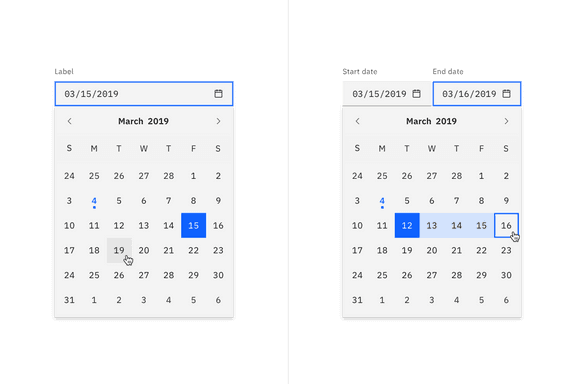 Label
03/15/2019
March 2019
S M T W T F S
24 25 26 27 28 1 2
3 4 5 6 7 8 9
10 11 12 13 14 15 16
17 18 19 20 21 22 23
24 25 26 27 28 29 30
31 1 2 3 4 5 6
Start date End date
03/15/2019 03/16/2019
March 2019
S M T W T F S
24 25 26 27 28 1 2
3 4 5 6 7 8 9
10 11 12 13 14 15 16
17 18 19 20 21 22 23
24 25 26 27 28 29 30
31 1 2 3 4 5 6